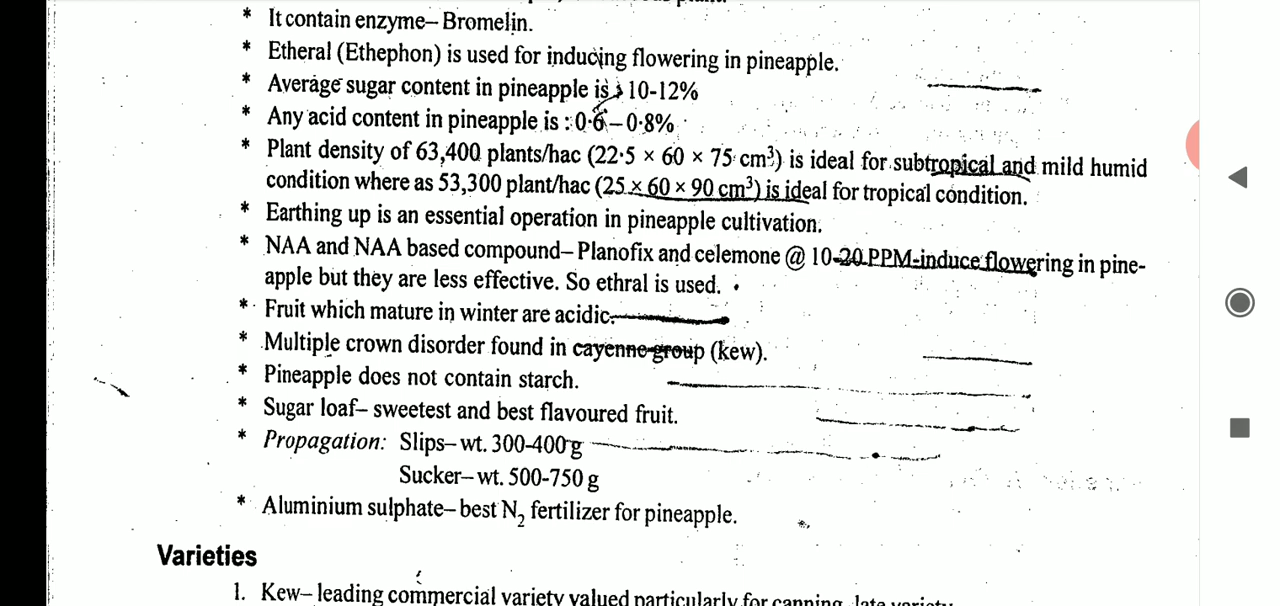 * It contain enzyme– Bromelin.
* Etheral (Ethephon) is used for inducing flowering in pineapple.
* Average sugar content in pineapple is : 10-12%
* Any acid content in pineapple is : 0·6 – 0·8%
* Plant density of 63,400 plants/hac (22·5 × 60 × 75 cm³) is ideal for subtropical and mild humid
condition where as 53,300 plant/hac (25 × 60 × 90 cm³) is ideal for tropical condition.
* Earthing up is an essential operation in pineapple cultivation.
* NAA and NAA based compound– Planofix and celemone @ 10-20 PPM-induce flowering in pine-
apple but they are less effective. So ethral is used.
* Fruit which mature in winter are acidic.
* Multiple crown disorder found in cayenne group (kew).
* Pineapple does not contain starch.
* Sugar loaf– sweetest and best flavoured fruit.
* Propagation: Slips– wt. 300-400 g
Sucker– wt. 500-750 g
* Aluminium sulphate– best N₂ fertilizer for pineapple.
Varieties
1. Kew– leading commercial variety valued particularly for canning, late variety